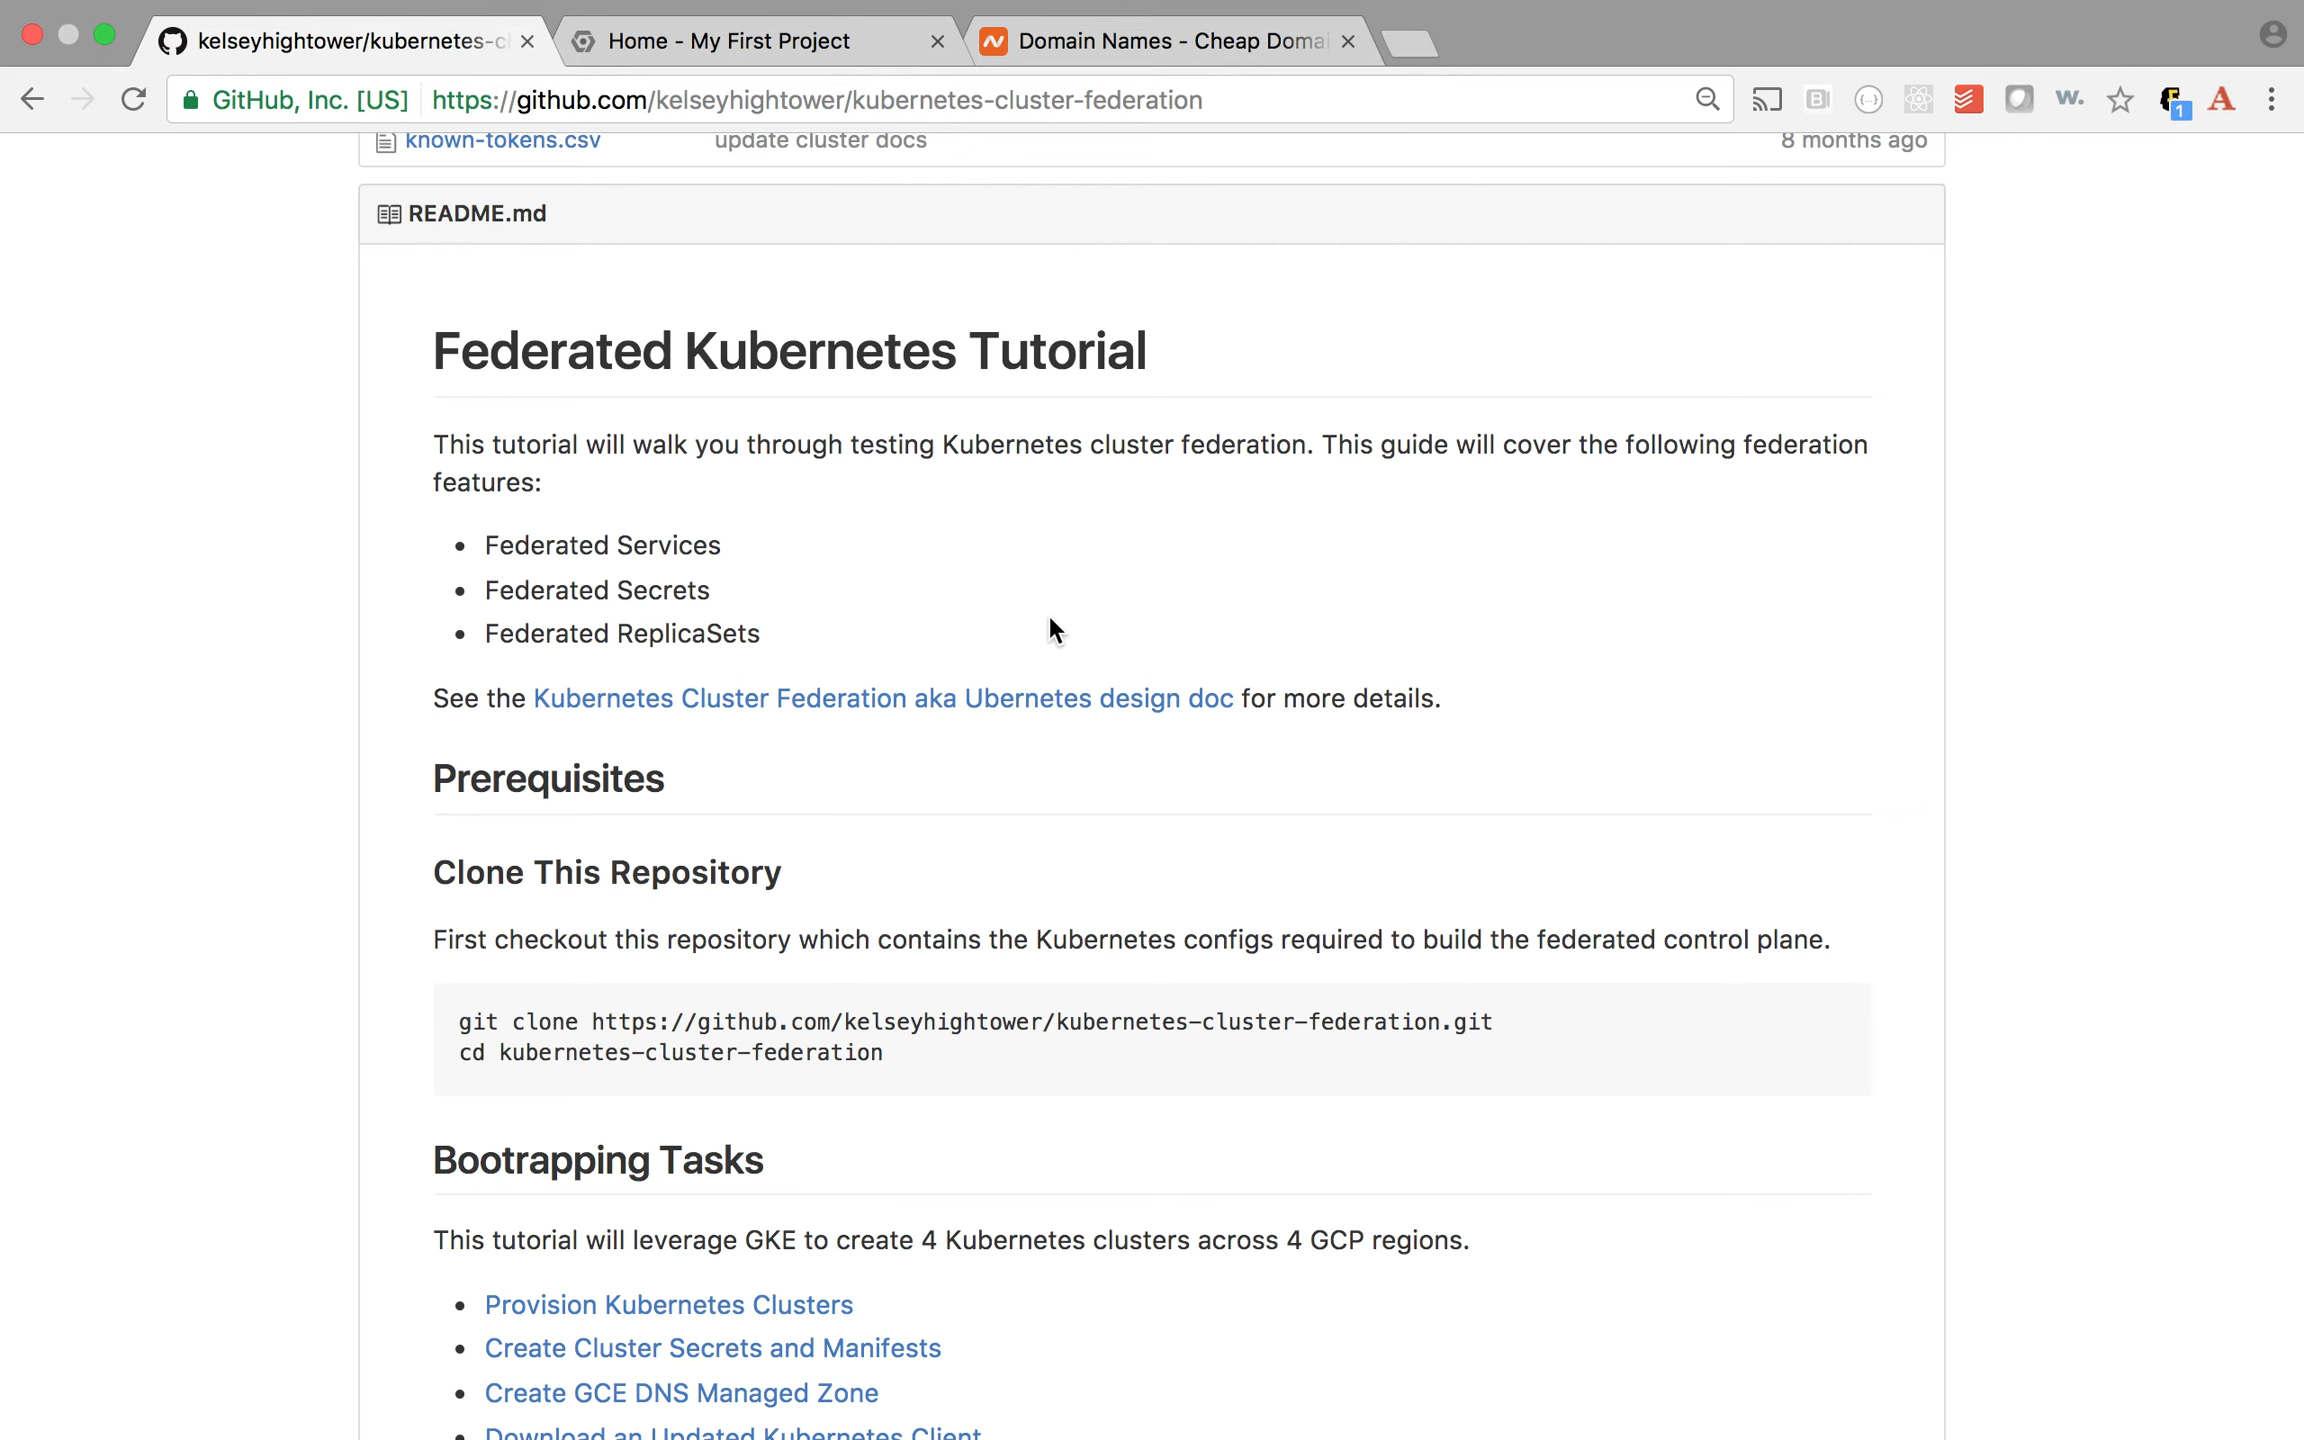 kelseyhightower/kubernetes-cl
Home - My First Project
Domain Names - Cheap Domai
GitHub, Inc. [US]
https://github.com/kelseyhightower/kubernetes-cluster-federation
1
known-tokens.csv
update cluster docs
8 months ago
README.md
Federated Kubernetes Tutorial
This tutorial will walk you through testing Kubernetes cluster federation. This guide will cover the following federation
features:
Federated Services
Federated Secrets
Federated ReplicaSets
See the Kubernetes Cluster Federation aka Ubernetes design doc for more details.
Prerequisites
Clone This Repository
First checkout this repository which contains the Kubernetes configs required to build the federated control plane.
git clone https://github.com/kelseyhightower/kubernetes-cluster-federation.git
cd kubernetes-cluster-federation
Bootrapping Tasks
This tutorial will leverage GKE to create 4 Kubernetes clusters across 4 GCP regions.
Provision Kubernetes Clusters
Create Cluster Secrets and Manifests
Create GCE DNS Managed Zone
Download an Updated Kubernetes Client